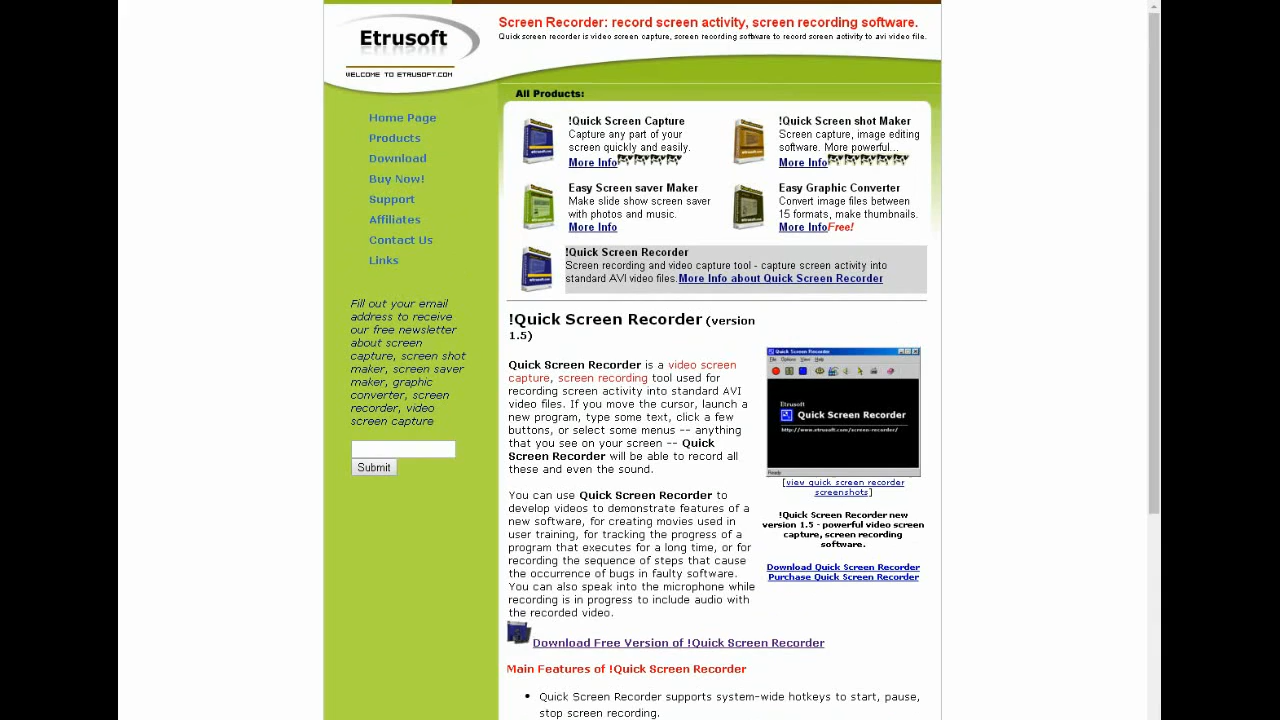 Etrusoft
WELCOME TO ETRUSOFT.COM
Screen Recorder: record screen activity, screen recording software.
Quick screen recorder is video screen capture, screen recording software to record screen activity to avi video file.
Home Page
Products
Download
Buy Now!
Support
Affiliates
Contact Us
Links
Fill out your email
address to receive
our free newsletter
about screen
capture, screen shot
maker, screen saver
maker, graphic
converter, screen
recorder, video
screen capture
Submit
All Products:
!Quick Screen Capture
Capture any part of your
screen quickly and easily.
More Info
!Quick Screen shot Maker
Screen capture, image editing
software. More powerful...
More Info
Easy Screen saver Maker
Make slide show screen saver
with photos and music.
More Info
Easy Graphic Converter
Convert image files between
15 formats, make thumbnails.
More InfoFree!
!Quick Screen Recorder
Screen recording and video capture tool - capture screen activity into
standard AVI video files.More Info about Quick Screen Recorder
!Quick Screen Recorder (version
1.5)
Quick Screen Recorder is a video screen
capture, screen recording tool used for
recording screen activity into standard AVI
video files. If you move the cursor, launch a
new program, type some text, click a few
buttons, or select some menus -- anything
that you see on your screen -- Quick
Screen Recorder will be able to record all
these and even the sound.
You can use Quick Screen Recorder to
develop videos to demonstrate features of a
new software, for creating movies used in
user training, for tracking the progress of a
program that executes for a long time, or for
recording the sequence of steps that cause
the occurrence of bugs in faulty software.
You can also speak into the microphone while
recording is in progress to include audio with
the recorded video.
Quick Screen Recorder
File Options View Help
Etrusoft
Quick Screen Recorder
http://www.etrusoft.com/screen-recorder/
Ready
[view quick screen recorder
screenshots]
!Quick Screen Recorder new
version 1.5 - powerful video screen
capture, screen recording
software.
Download Quick Screen Recorder
Purchase Quick Screen Recorder
Download Free Version of !Quick Screen Recorder
Main Features of !Quick Screen Recorder
• Quick Screen Recorder supports system-wide hotkeys to start, pause,
stop screen recording.